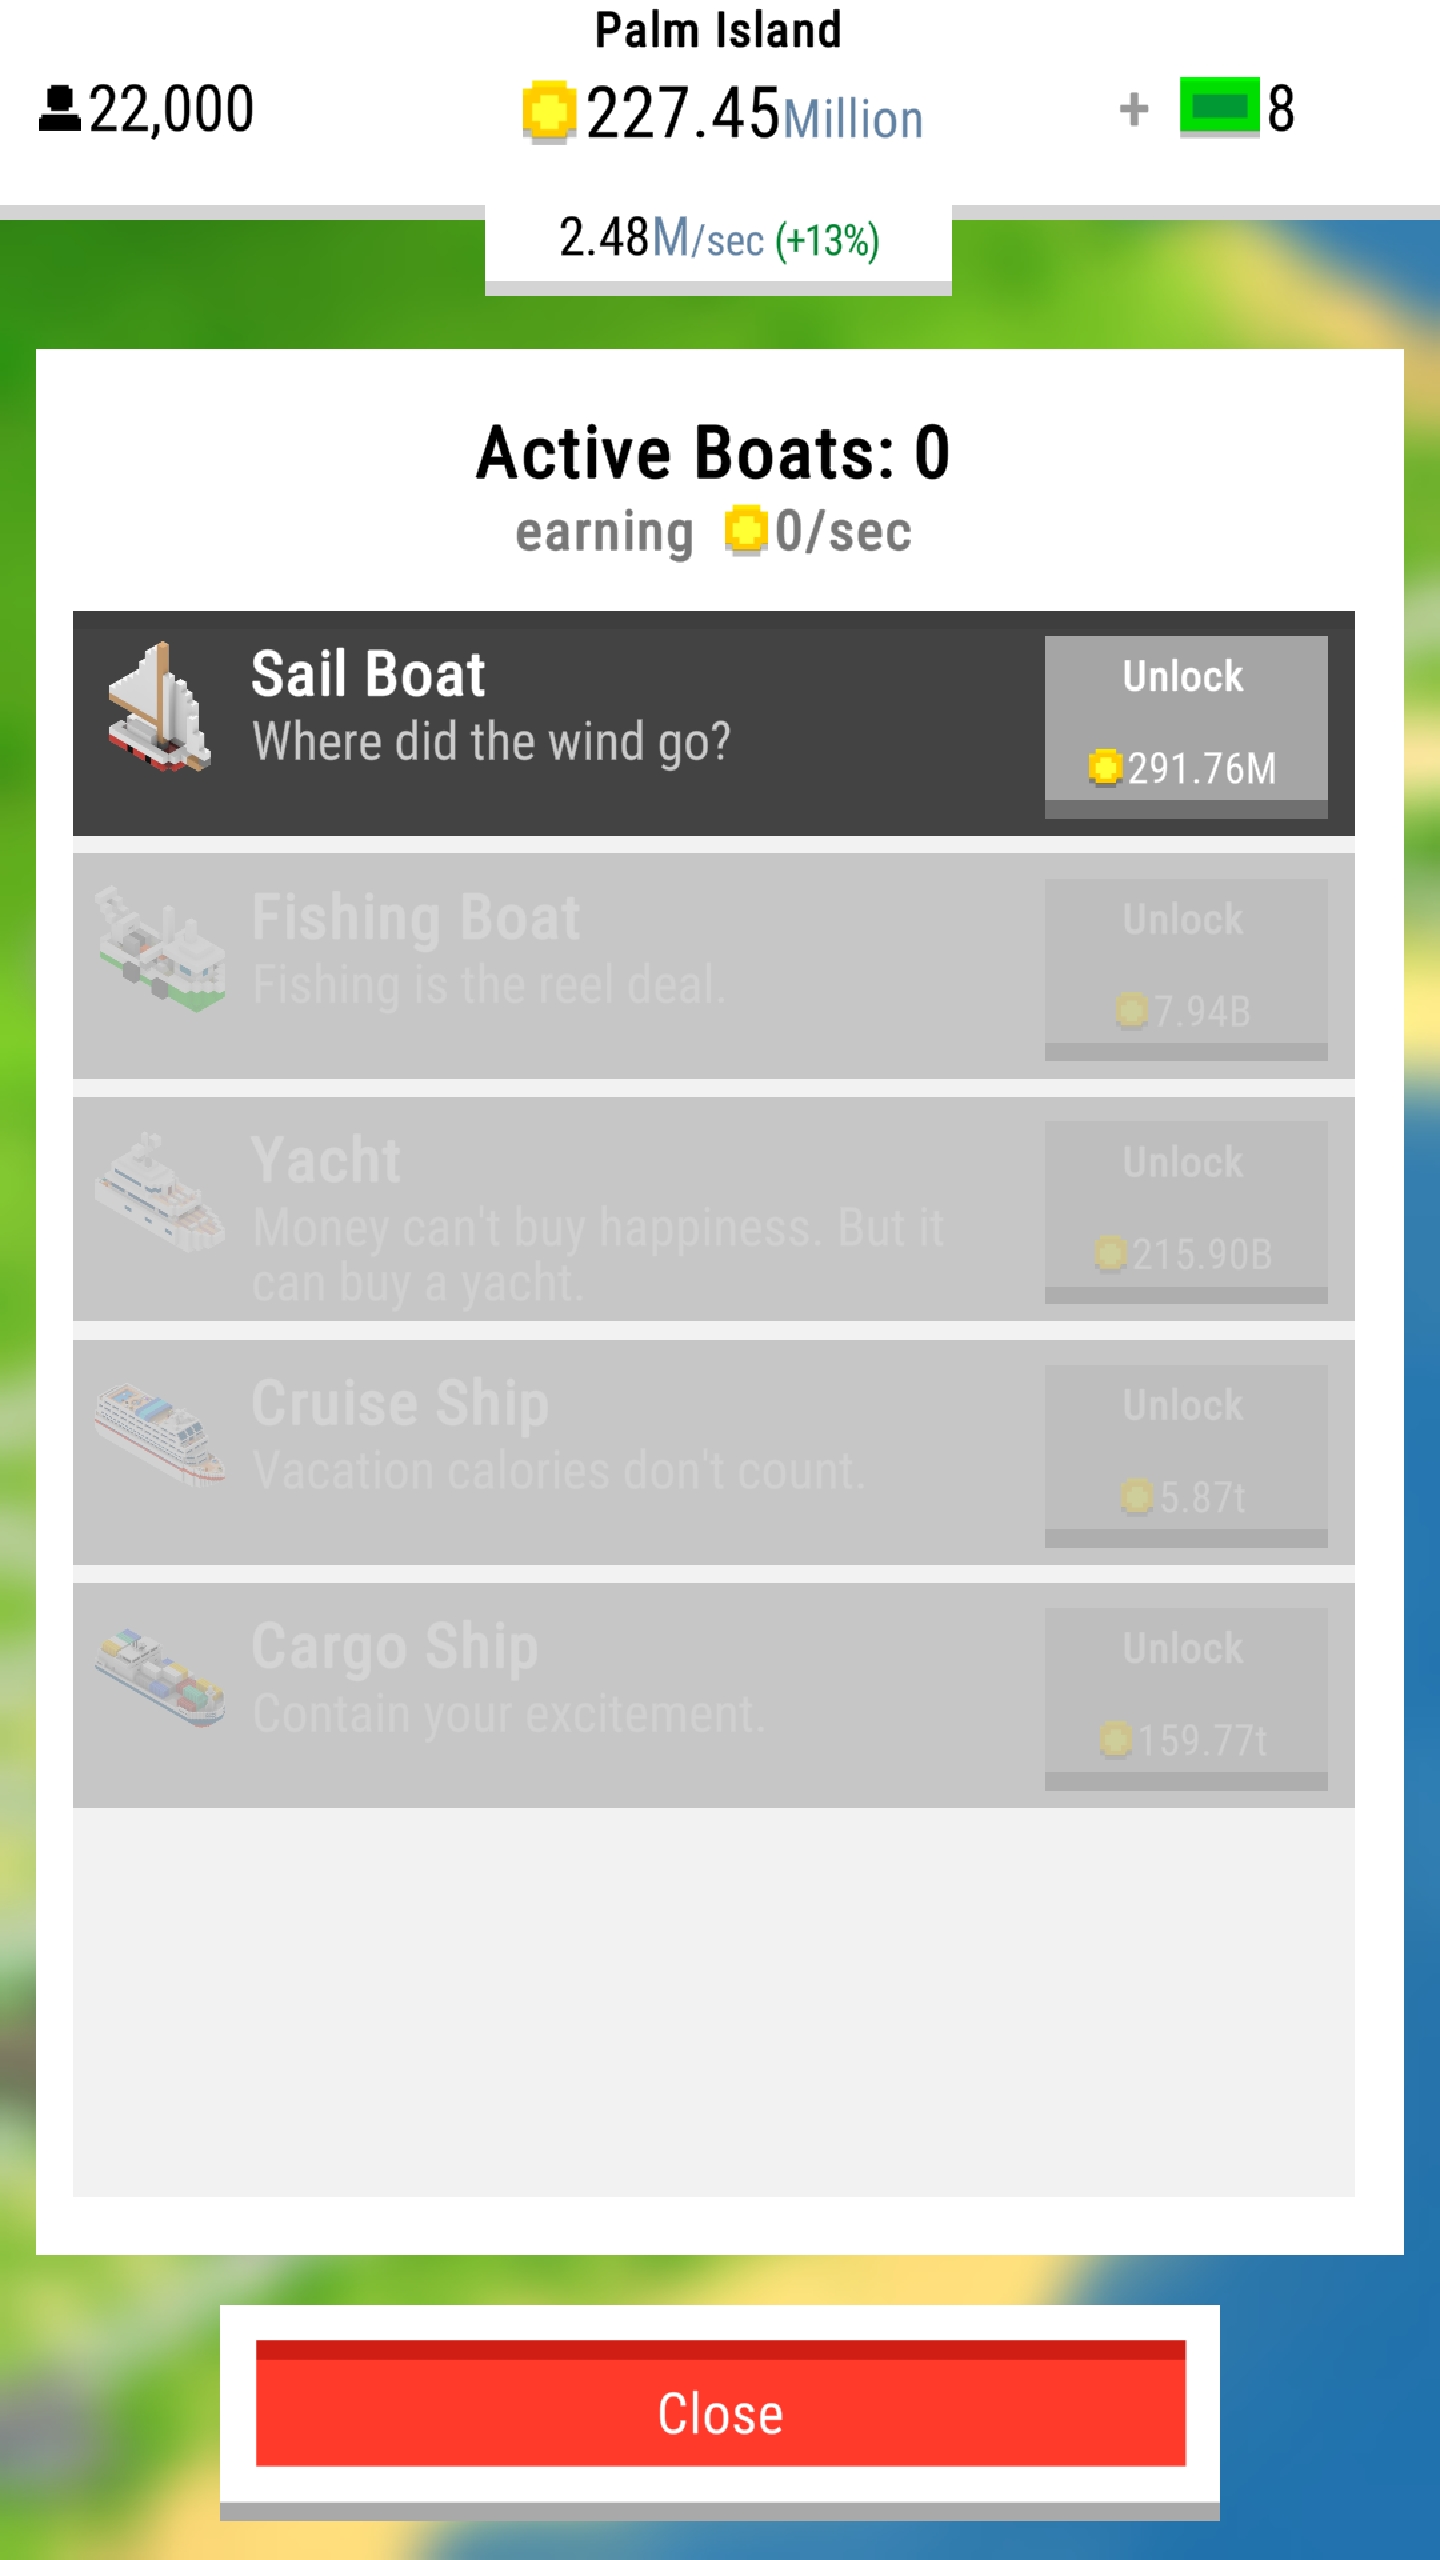 Palm Island
22,000
227.45Million
+ 8
2.48M/sec (+13%)
Active Boats: 0
earning 0/sec
Sail Boat
Where did the wind go?
Unlock
291.76M
Fishing Boat
Fishing is the reel deal.
Unlock
7.94B
Yacht
Money can't buy happiness. But it
can buy a yacht.
Unlock
215.90B
Cruise Ship
Vacation calories don't count.
Unlock
5.87t
Cargo Ship
Contain your excitement.
Unlock
159.77t
Close